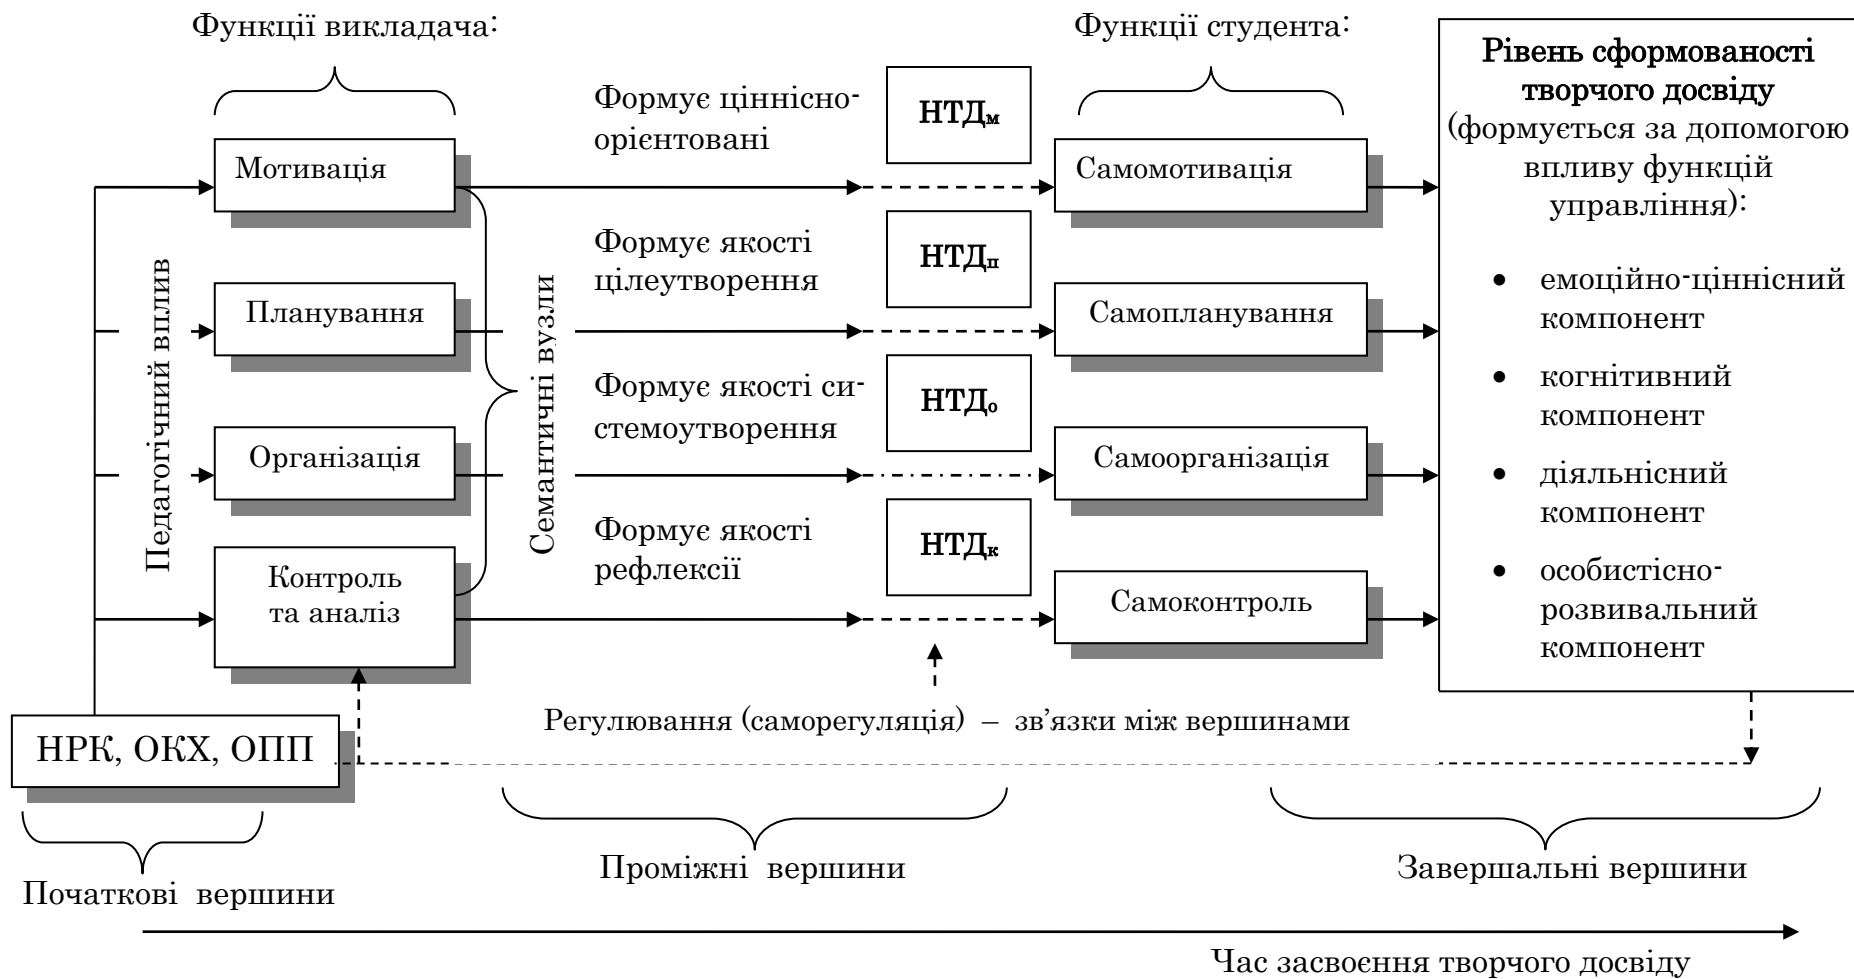 Функції викладача:
Функції студента:
Рівень сформованості
творчого досвіду
(формується за допомогою
впливу функцій
управління):
Формує ціннісно-
орієнтовані
НТДм
Мотивація
Самомотивація
Формує якості
цілеутворення
НТДп
Планування
Самопланування
• емоційно-ціннісний
компонент
Педагогічний вплив
Семантичні вузли
Формує якості си-
стемоутворення
НТДо
• когнітивний
компонент
Організація
Самоорганізація
• діяльнісний
компонент
Формує якості
рефлексії
НТДк
Контроль
та аналіз
Самоконтроль
• особистісно-
розвивальний
компонент
Регулювання (саморегуляція) – зв’язки між вершинами
НРК, ОКХ, ОПП
Початкові вершини
Проміжні вершини
Завершальні вершини
Час засвоєння творчого досвіду